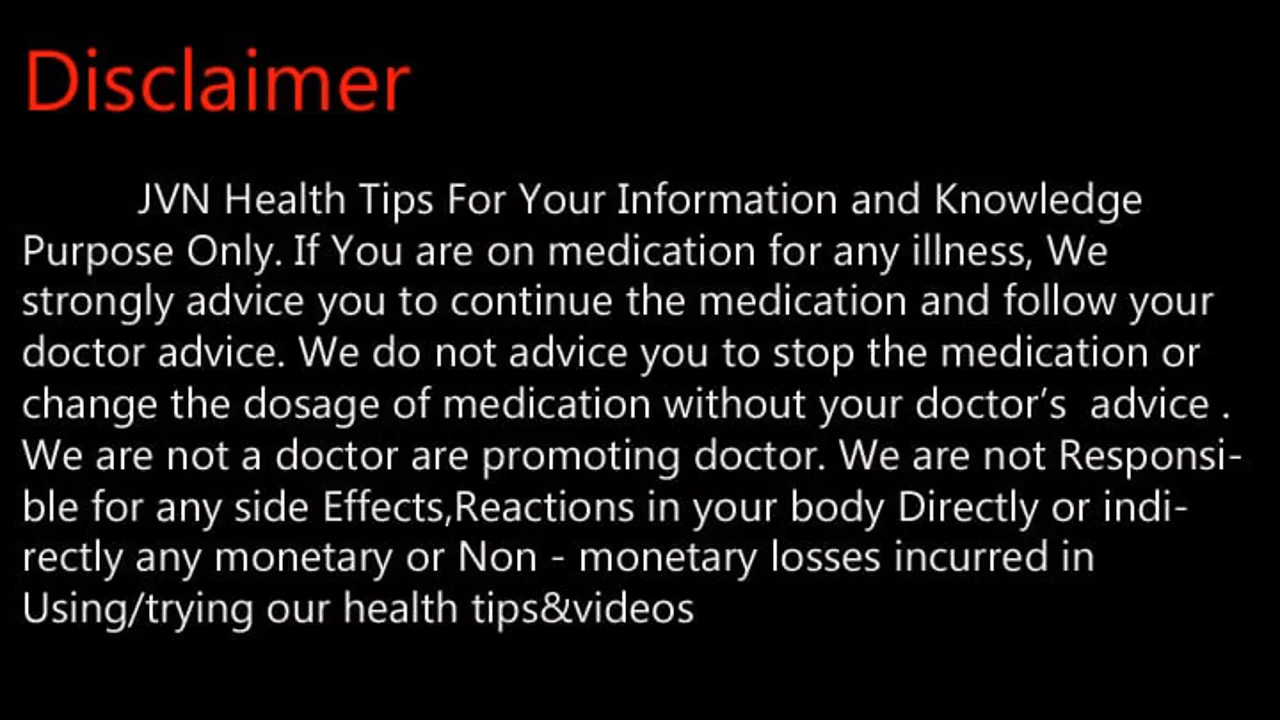 Disclaimer
JVN Health Tips For Your Information and Knowledge
Purpose Only. If You are on medication for any illness, We
strongly advice you to continue the medication and follow your
doctor advice. We do not advice you to stop the medication or
change the dosage of medication without your doctor’s  advice .
We are not a doctor are promoting doctor. We are not Responsi-
ble for any side Effects,Reactions in your body Directly or indi-
rectly any monetary or Non - monetary losses incurred in
Using/trying our health tips&videos